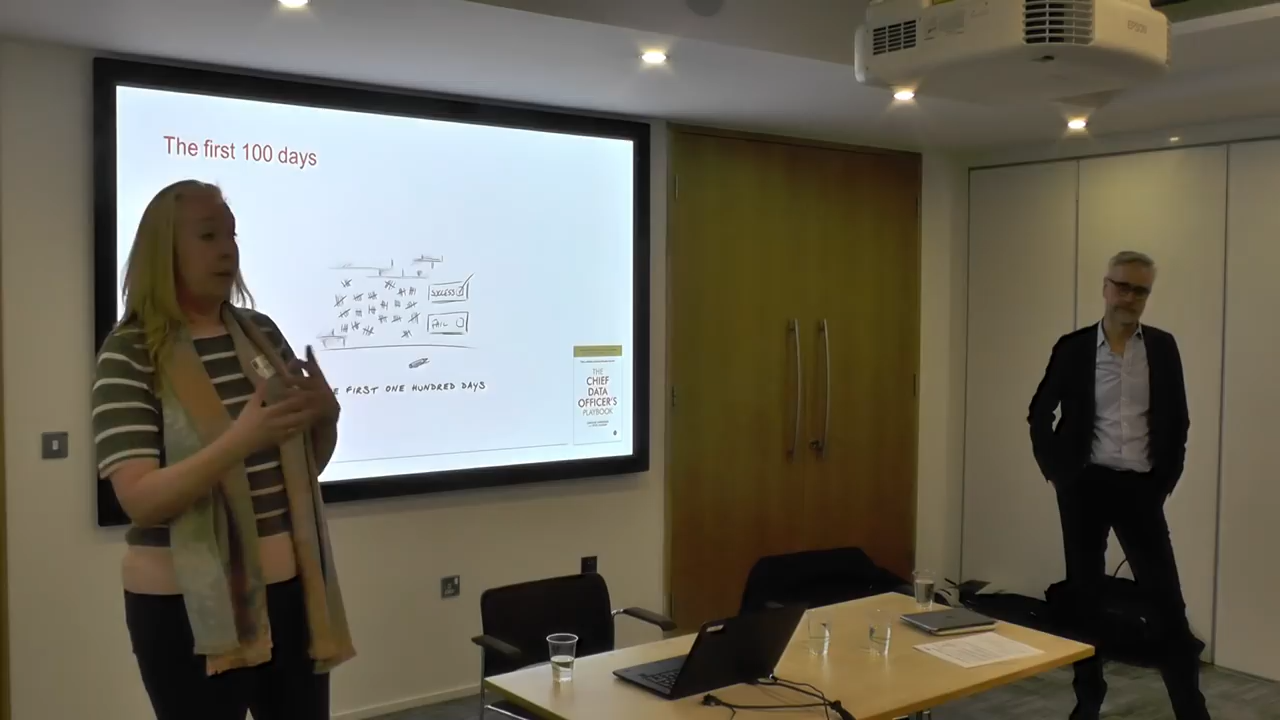 The first 100 days
SUCCESS
FAIL
FIRST ONE HUNDRED DAYS
THE
CHIEF
DATA
OFFICER'S
PLAYBOOK
EPSON